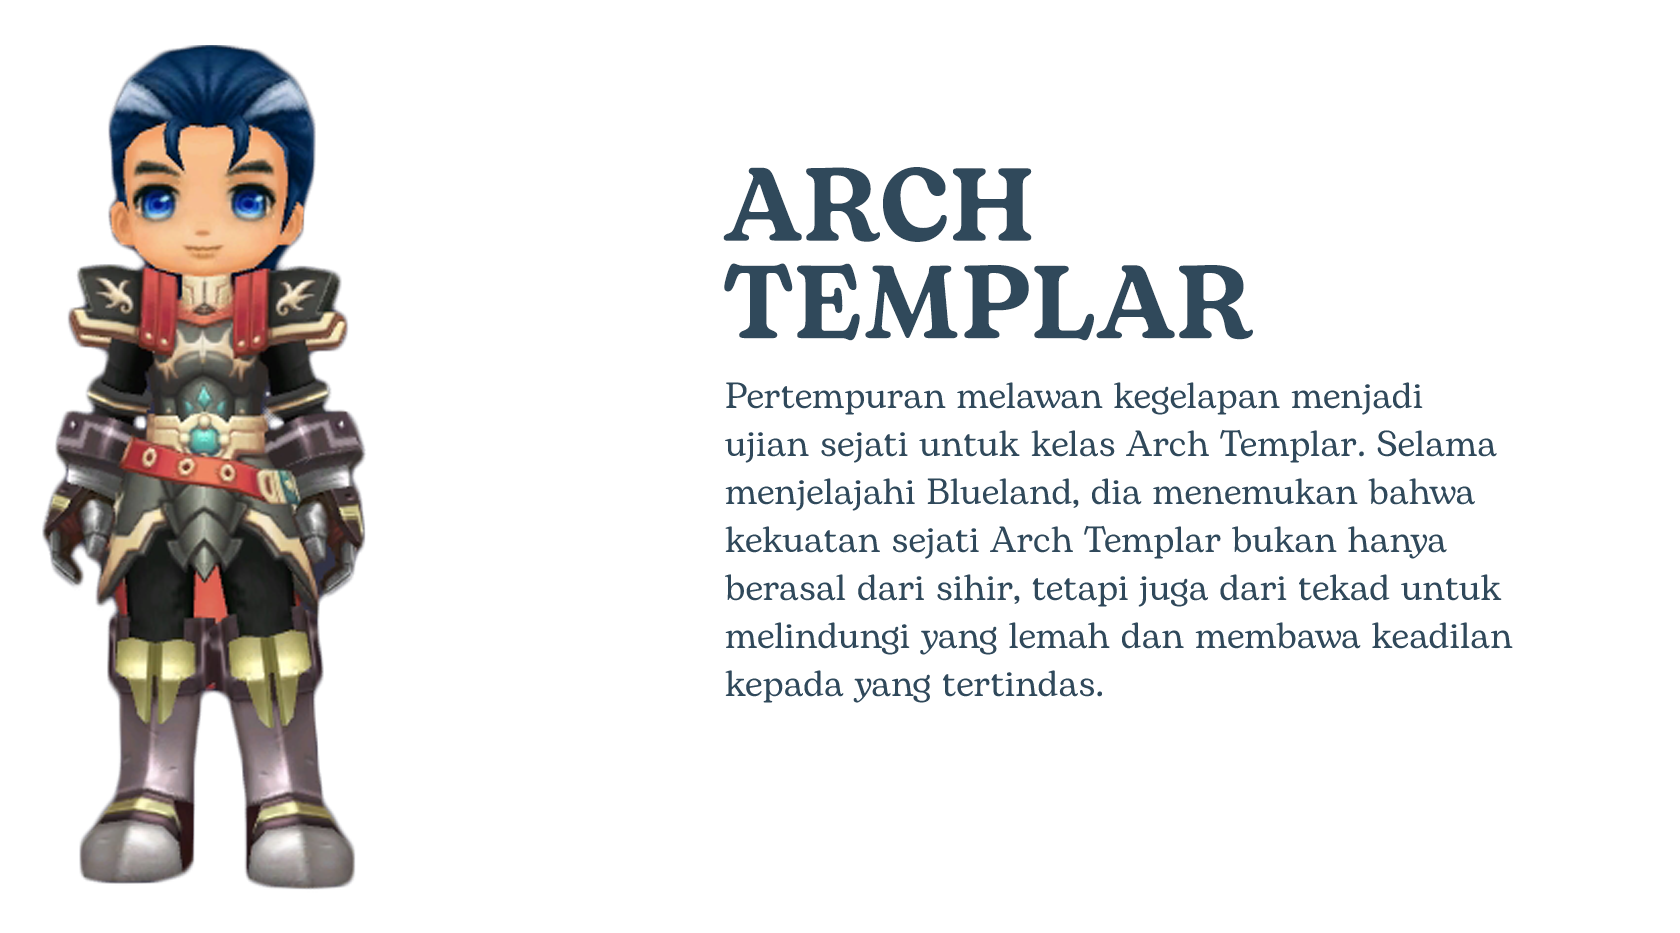 ARCH
TEMPLAR
Pertempuran melawan kegelapan menjadi
ujian sejati untuk kelas Arch Templar. Selama
menjelajahi Blueland, dia menemukan bahwa
kekuatan sejati Arch Templar bukan hanya
berasal dari sihir, tetapi juga dari tekad untuk
melindungi yang lemah dan membawa keadilan
kepada yang tertindas.